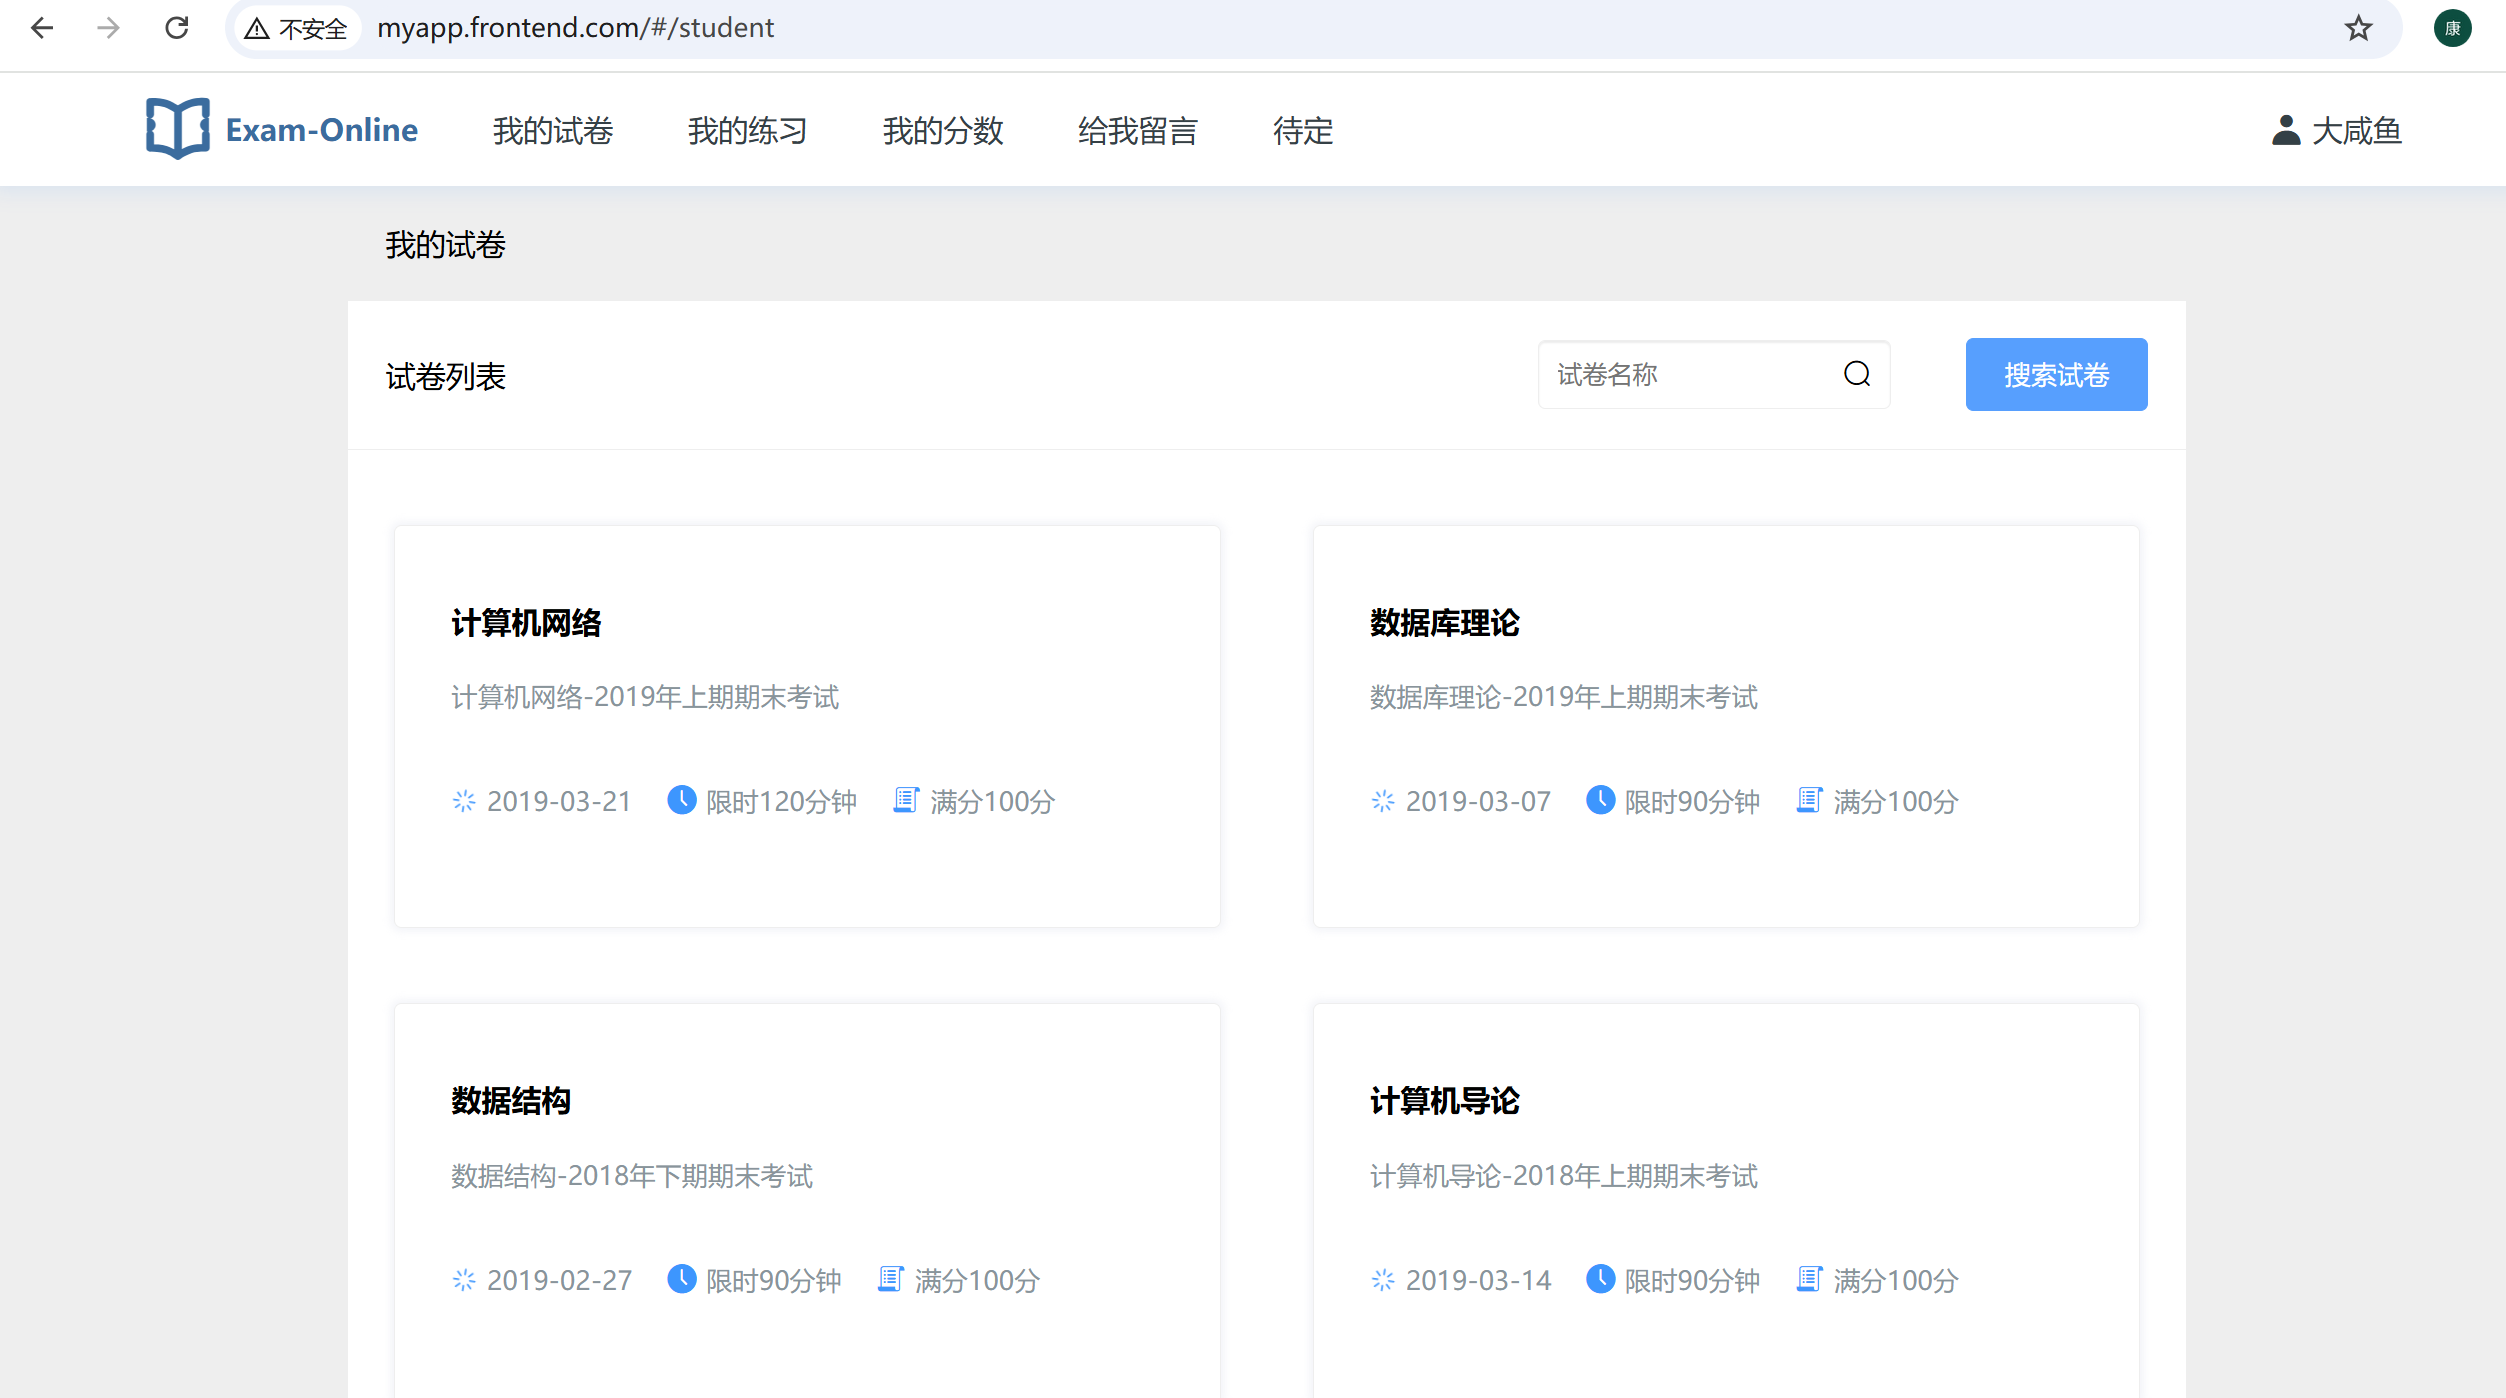 不安全 myapp.frontend.com/#/student 康
Exam-Online 我的试卷 我的练习 我的分数 给我留言 待定 大咸鱼
我的试卷
试卷列表 试卷名称 搜索试卷
计算机网络
计算机网络-2019年上期期末考试
2019-03-21 限时120分钟 满分100分
数据库理论
数据库理论-2019年上期期末考试
2019-03-07 限时90分钟 满分100分
数据结构
数据结构-2018年下期期末考试
2019-02-27 限时90分钟 满分100分
计算机导论
计算机导论-2018年上期期末考试
2019-03-14 限时90分钟 满分100分